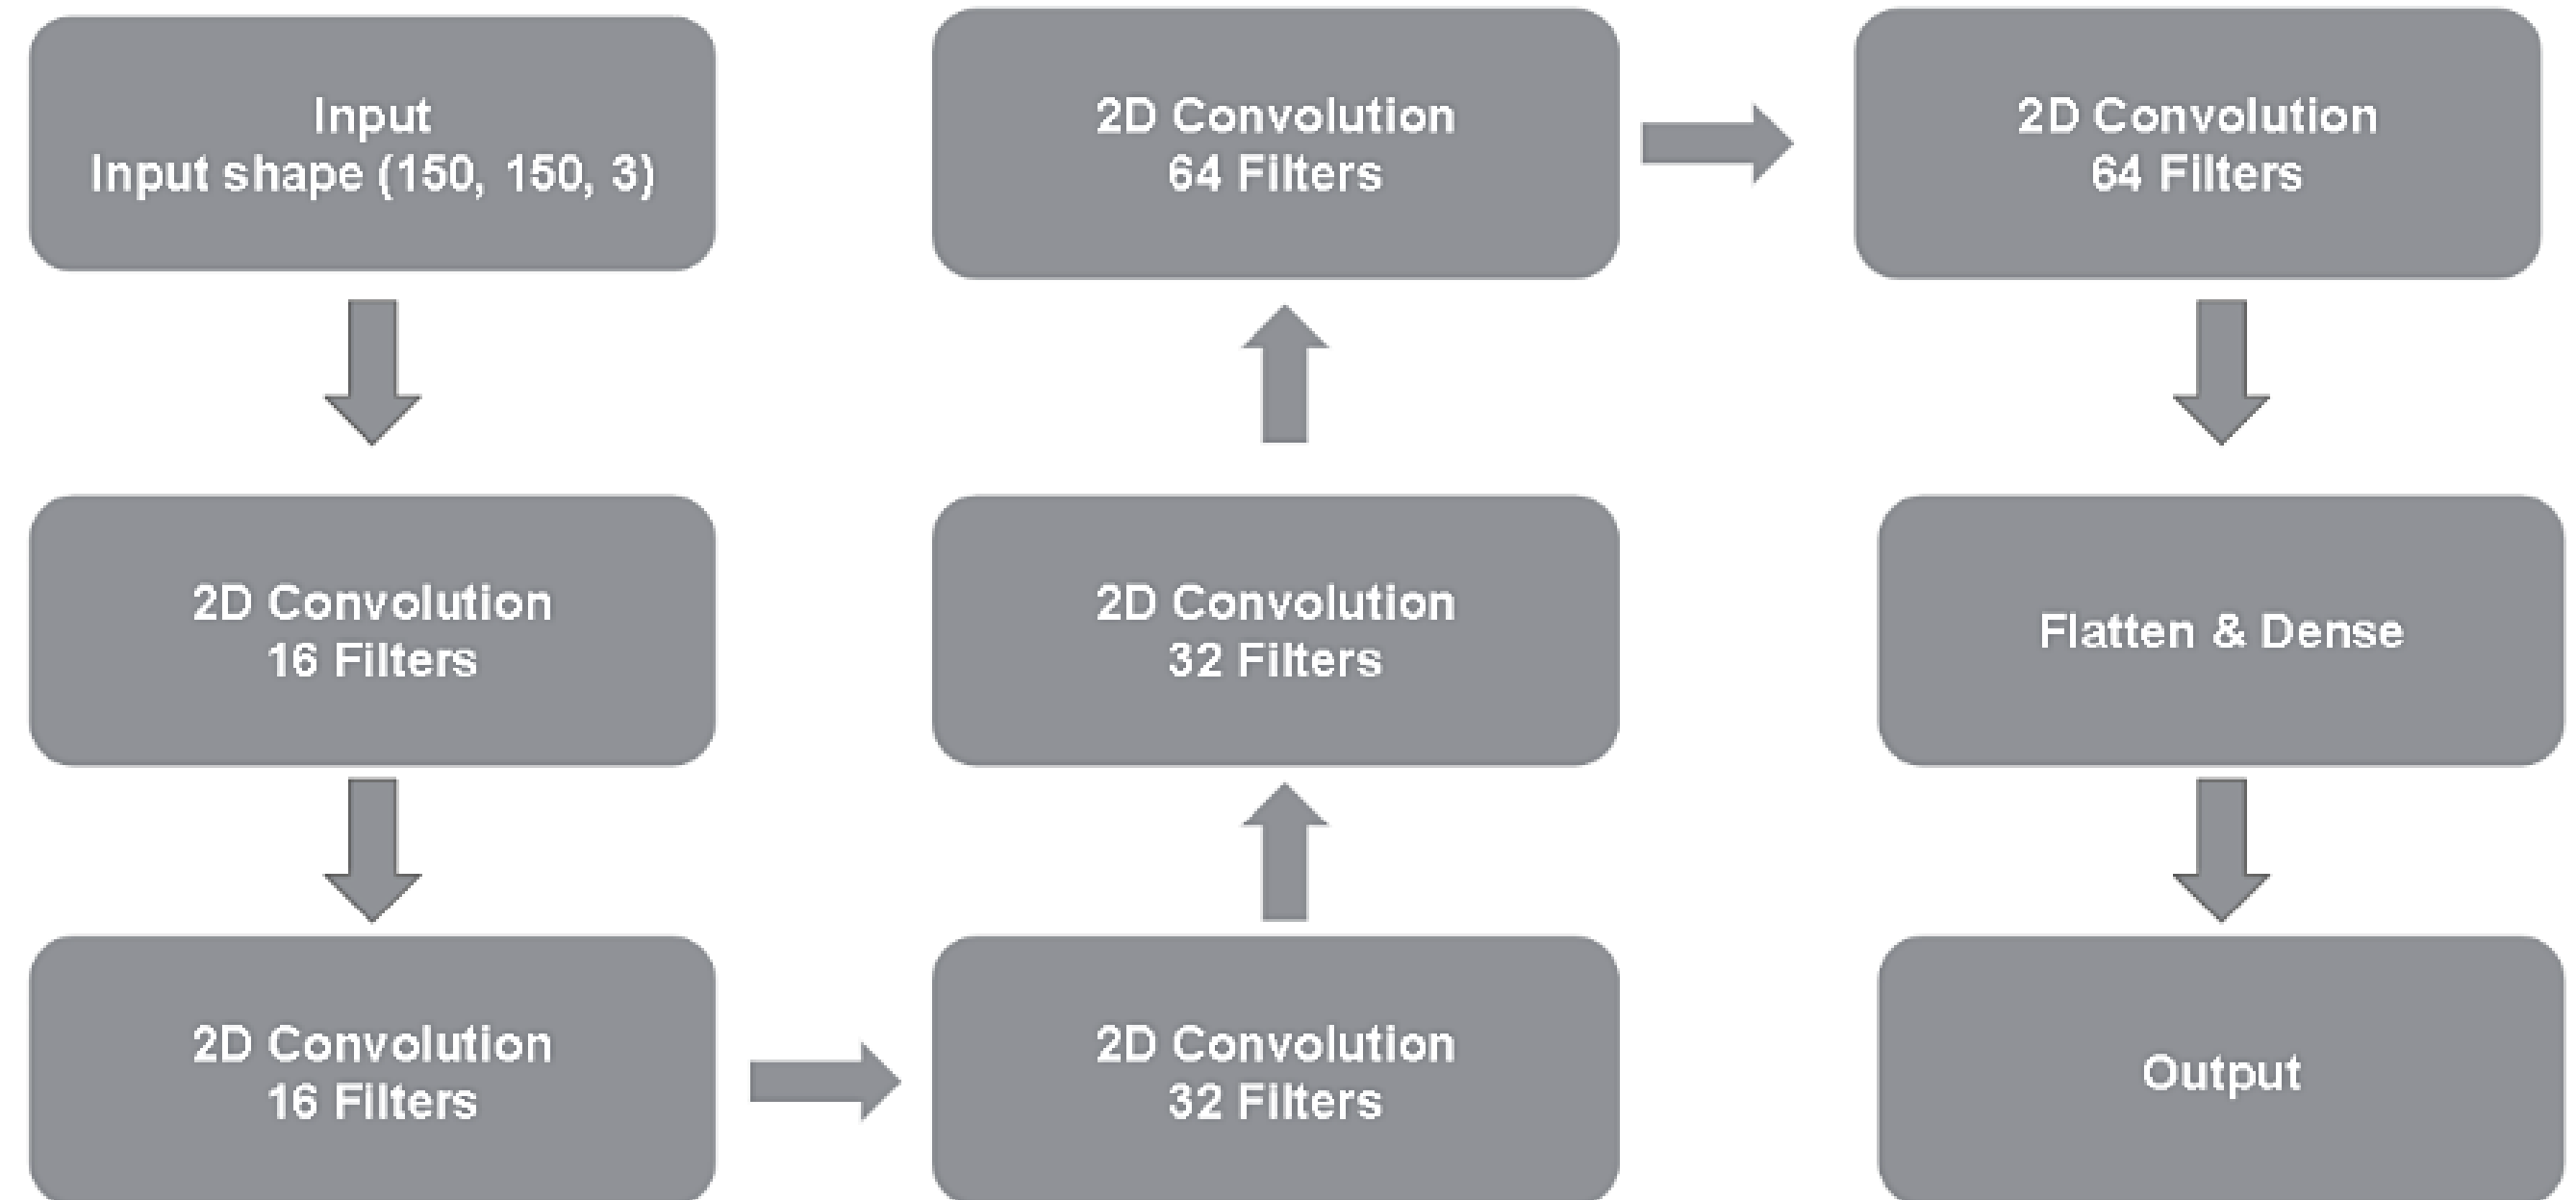 Input
Input shape (150, 150, 3)
2D Convolution
16 Filters
2D Convolution
16 Filters
2D Convolution
32 Filters
2D Convolution
32 Filters
2D Convolution
64 Filters
2D Convolution
64 Filters
Flatten & Dense
Output